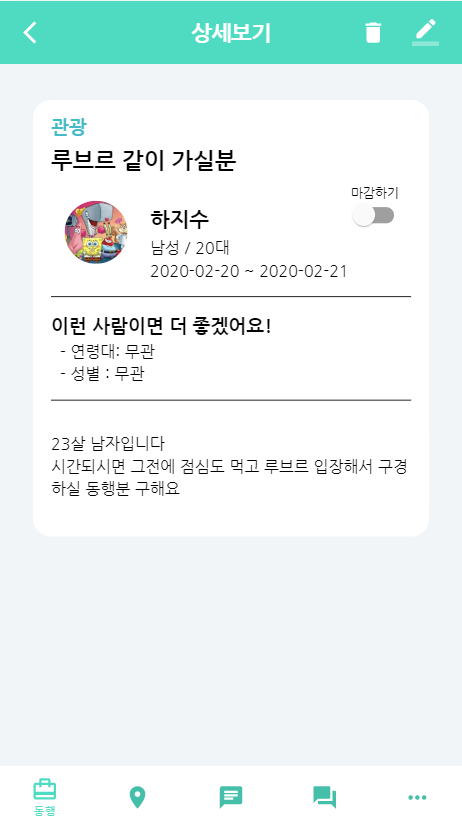 상세보기
관광
루브르 같이 가실분
마감하기
하지수
남성 / 20대
2020-02-20 ~ 2020-02-21
이런 사람이면 더 좋겠어요!
- 연령대: 무관
- 성별 : 무관
23살 남자입니다
시간되시면 그전에 점심도 먹고 루브르 입장해서 구경
하실 동행분 구해요
동행